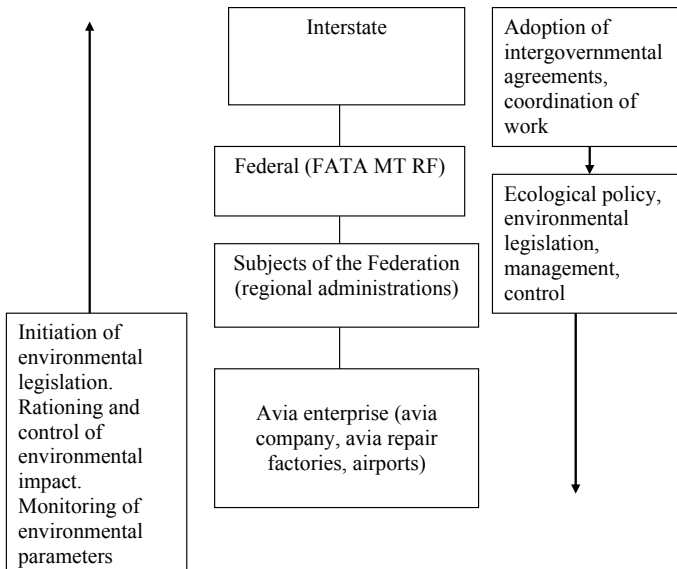 Interstate
Adoption of
intergovernmental
agreements,
coordination of
work
Federal (FATA MT RF)
Ecological policy,
environmental
legislation,
management,
control
Subjects of the Federation
(regional administrations)
Initiation of
environmental
legislation.
Rationing and
control of
environmental
impact.
Monitoring of
environmental
parameters
Avia enterprise (avia
company, avia repair
factories, airports)